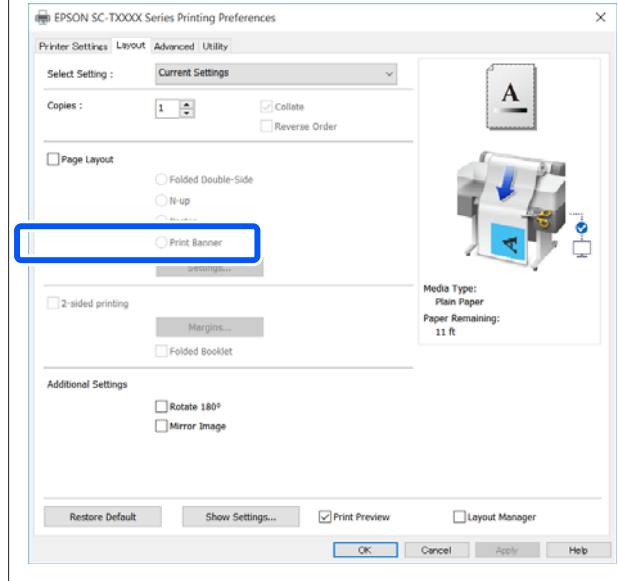 EPSON SC-TXXXX Series Printing Preferences
Printer Settings Layout Advanced Utility
Select Setting : Current Settings
Copies : 1 Collate
Reverse Order
Page Layout
Folded Double-Side
N-up
Print Banner
Settings...
2-sided printing
Margins...
Folded Booklet
Additional Settings
Rotate 180º
Mirror Image
A
A
Media Type:
Plain Paper
Paper Remaining:
11 ft
Restore Default Show Settings... Print Preview Layout Manager
OK Cancel Apply Help